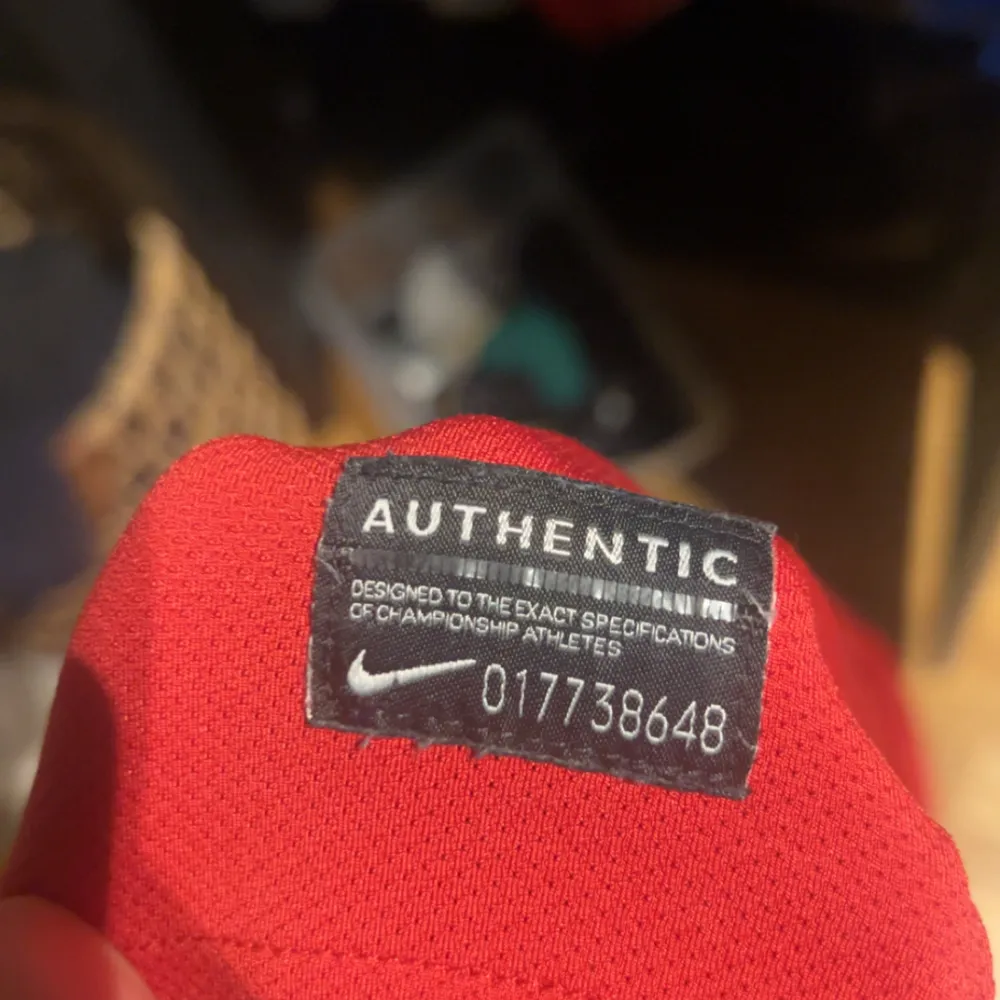 AUTHENTIC
DESIGNED TO THE EXACT SPECIFICATIONS
OF CHAMPIONSHIP ATHLETES
017738648